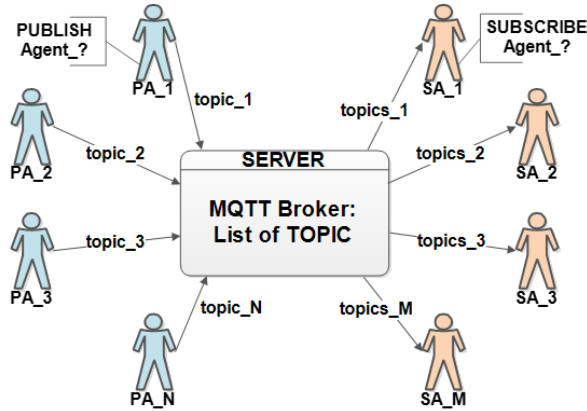 PUBLISH
Agent_?
SUBSCRIBE
Agent_?
PA_1
SA_1
topic_1
topics_1
PA_2
topic_2
topics_2
SA_2
SERVER
MQTT Broker:
List of TOPIC
PA_3
topic_3
topics_3
SA_3
topic_N
topics_M
PA_N
SA_M